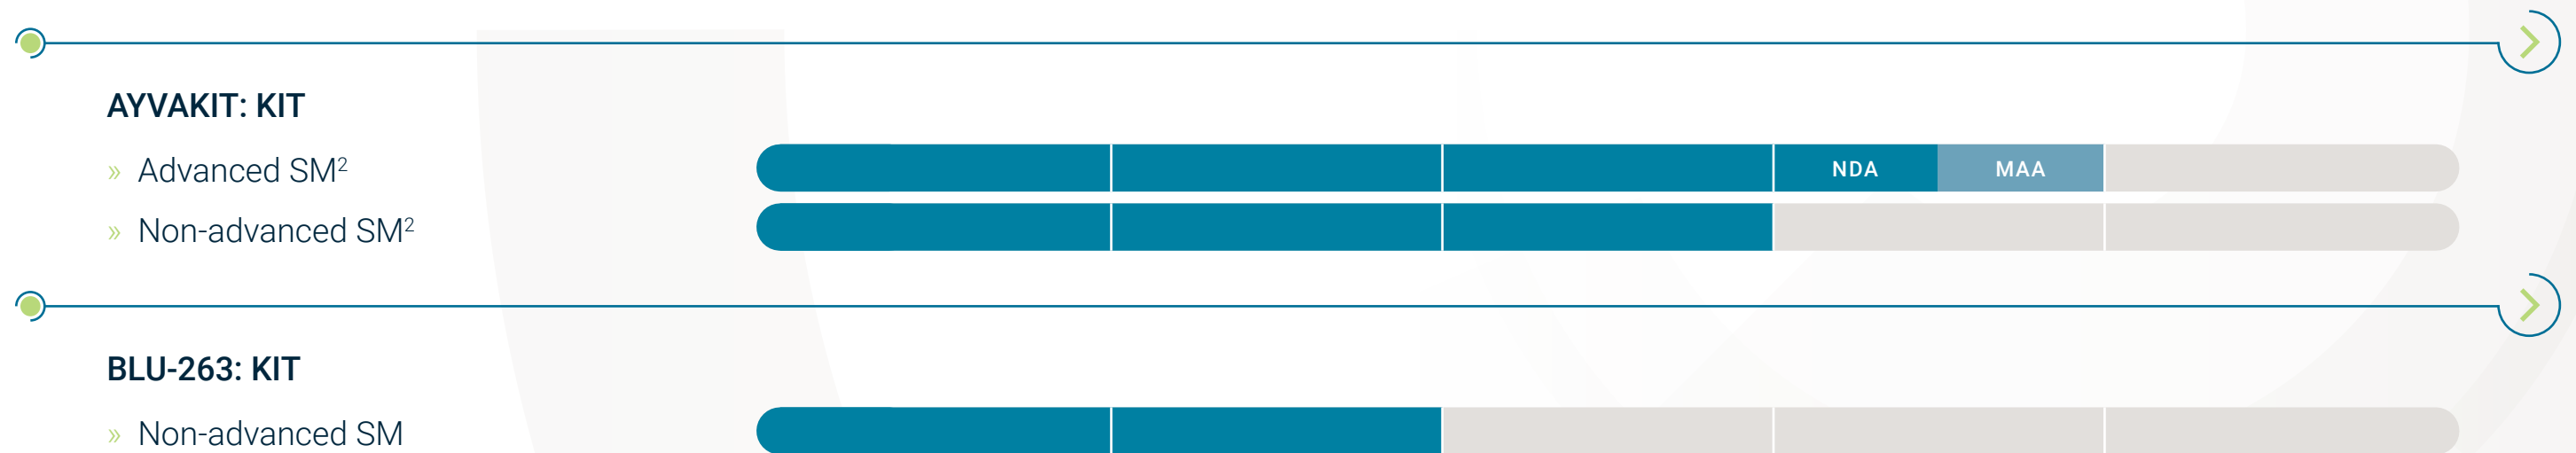 AYVAKIT: KIT
» Advanced SM²
NDA MAA
» Non-advanced SM²
BLU-263: KIT
» Non-advanced SM